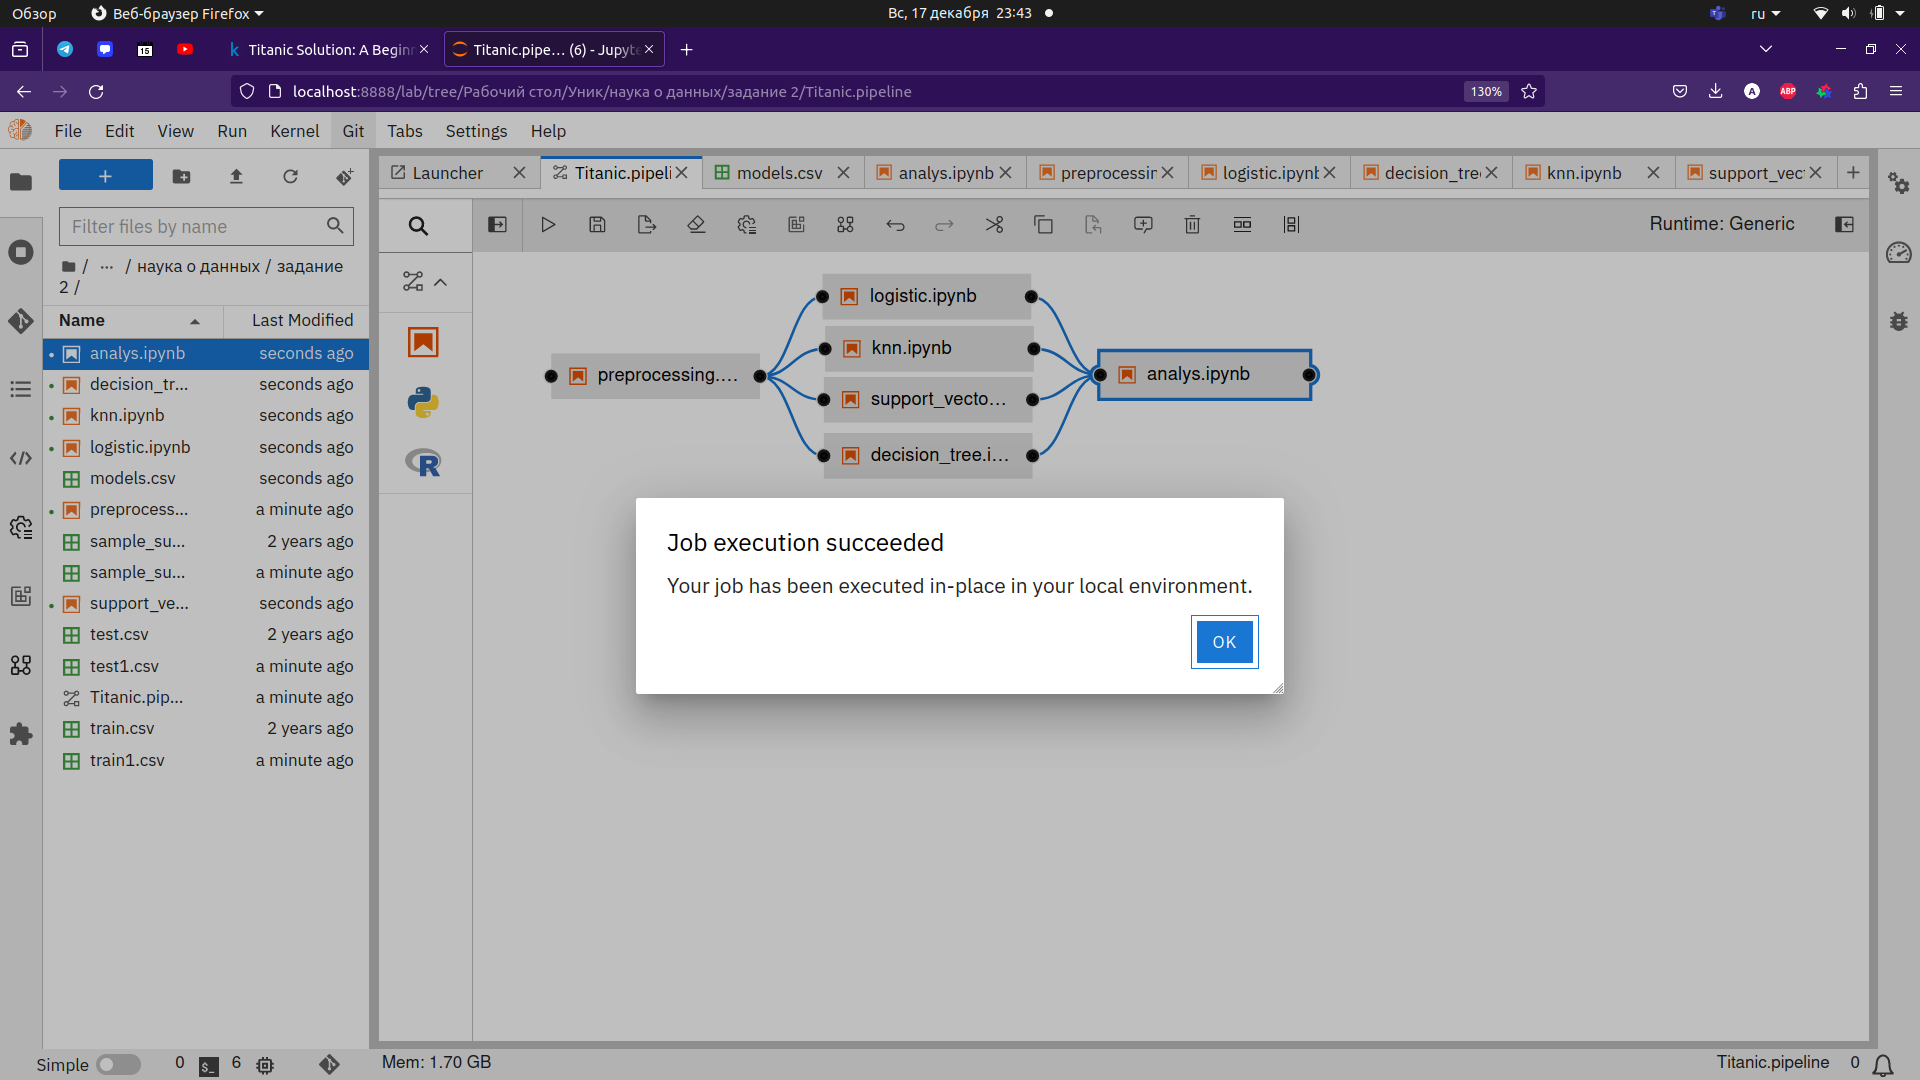 Обзор
Веб-браузер Firefox
Вс, 17 декабря 23:43
ru
15
Titanic Solution: A Begin
Titanic.pipe… (6) - Jupyt
localhost:8888/lab/tree/Рабочий стол/Уник/наука о данных/задание 2/Titanic.pipeline
130%
A
ABP
File Edit View Run Kernel Git Tabs Settings Help
Launcher
Titanic.pipeli
models.csv
analys.ipynb
preprocessin
logistic.ipynb
decision_tre
knn.ipynb
support_vect
Filter files by name
/ ··· / наука о данных / задание
2 /
Name Last Modified
analys.ipynb seconds ago
decision_tr... seconds ago
knn.ipynb seconds ago
logistic.ipynb seconds ago
models.csv seconds ago
preprocess... a minute ago
sample_su... 2 years ago
sample_su... a minute ago
support_ve... seconds ago
test.csv 2 years ago
test1.csv a minute ago
Titanic.pip... a minute ago
train.csv 2 years ago
train1.csv a minute ago
Runtime: Generic
R
logistic.ipynb
knn.ipynb
preprocessing....
support_vecto...
decision_tree.i...
analys.ipynb
Job execution succeeded
Your job has been executed in-place in your local environment.
OK
Simple 0 $_ 6
Mem: 1.70 GB
Titanic.pipeline 0